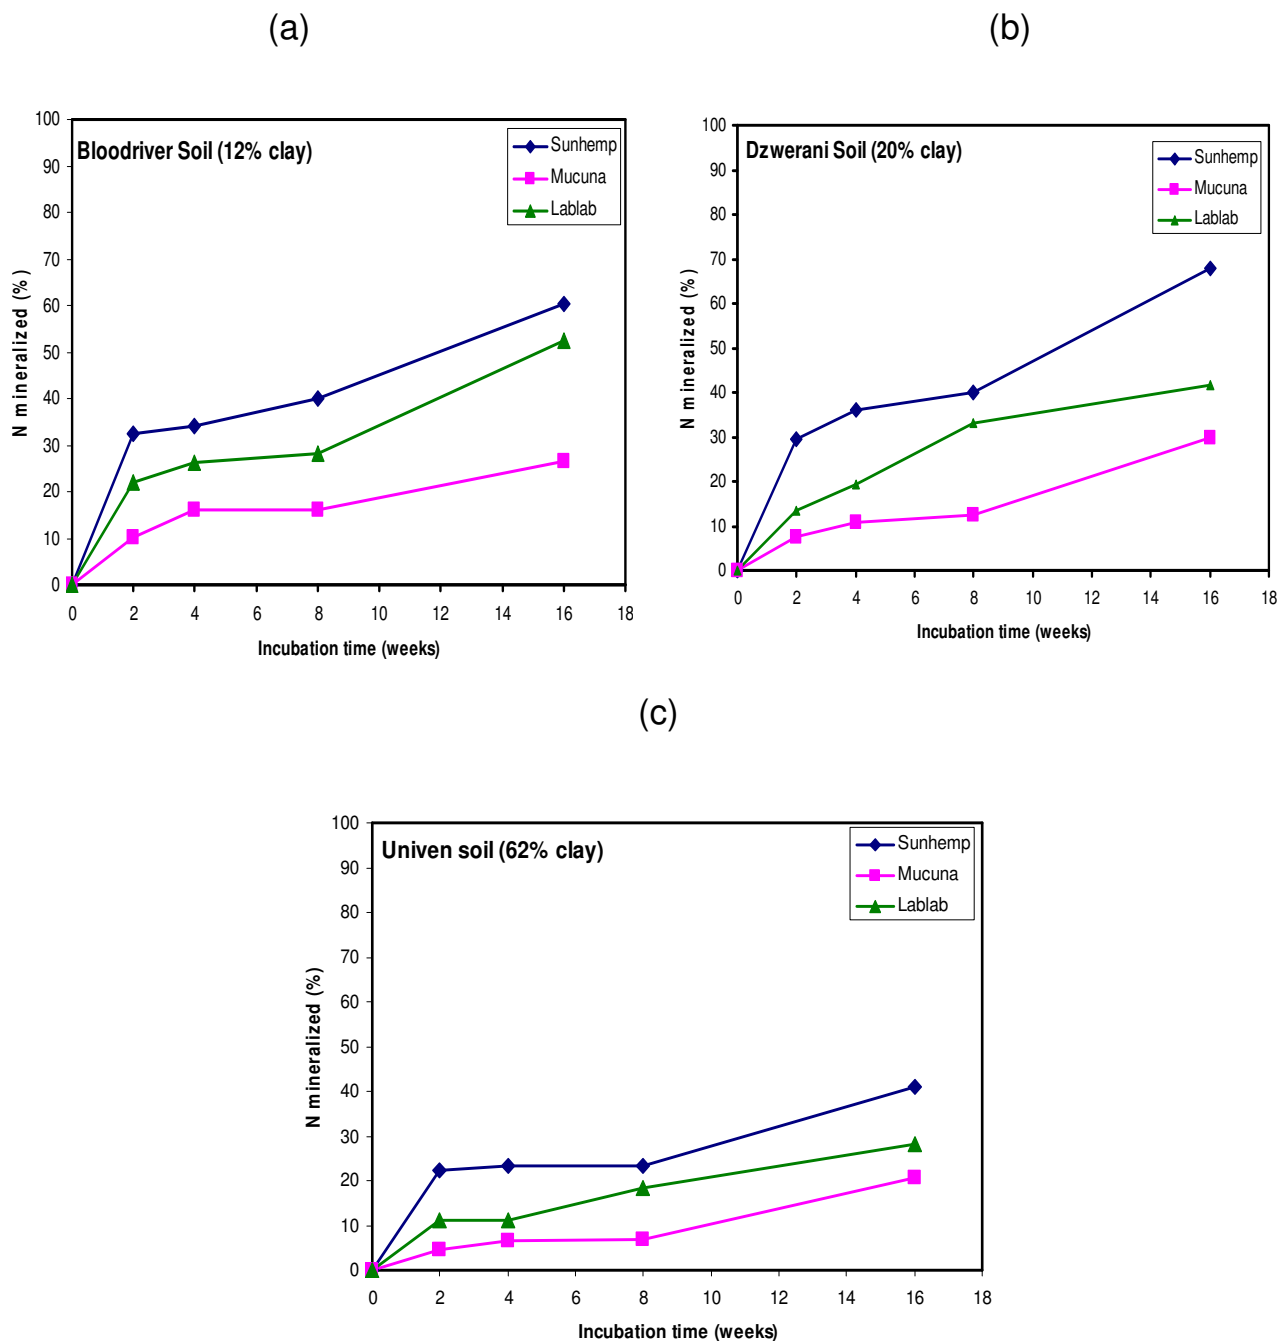 (a)
(b)
Bloodriver Soil (12% clay)
Sunhemp
Mucuna
Lablab
100
90
80
70
60
50
40
30
20
10
0
N mineralized (%)
0 2 4 6 8 10 12 14 16 18
Incubation time (weeks)
Dzwerani Soil (20% clay)
Sunhemp
Mucuna
Lablab
100
90
80
70
60
50
40
30
20
10
0
N mineralized (%)
0 2 4 6 8 10 12 14 16 18
Incubation time (weeks)
(c)
Univen soil (62% clay)
Sunhemp
Mucuna
Lablab
100
90
80
70
60
50
40
30
20
10
0
N mineralized (%)
0 2 4 6 8 10 12 14 16 18
Incubation time (weeks)